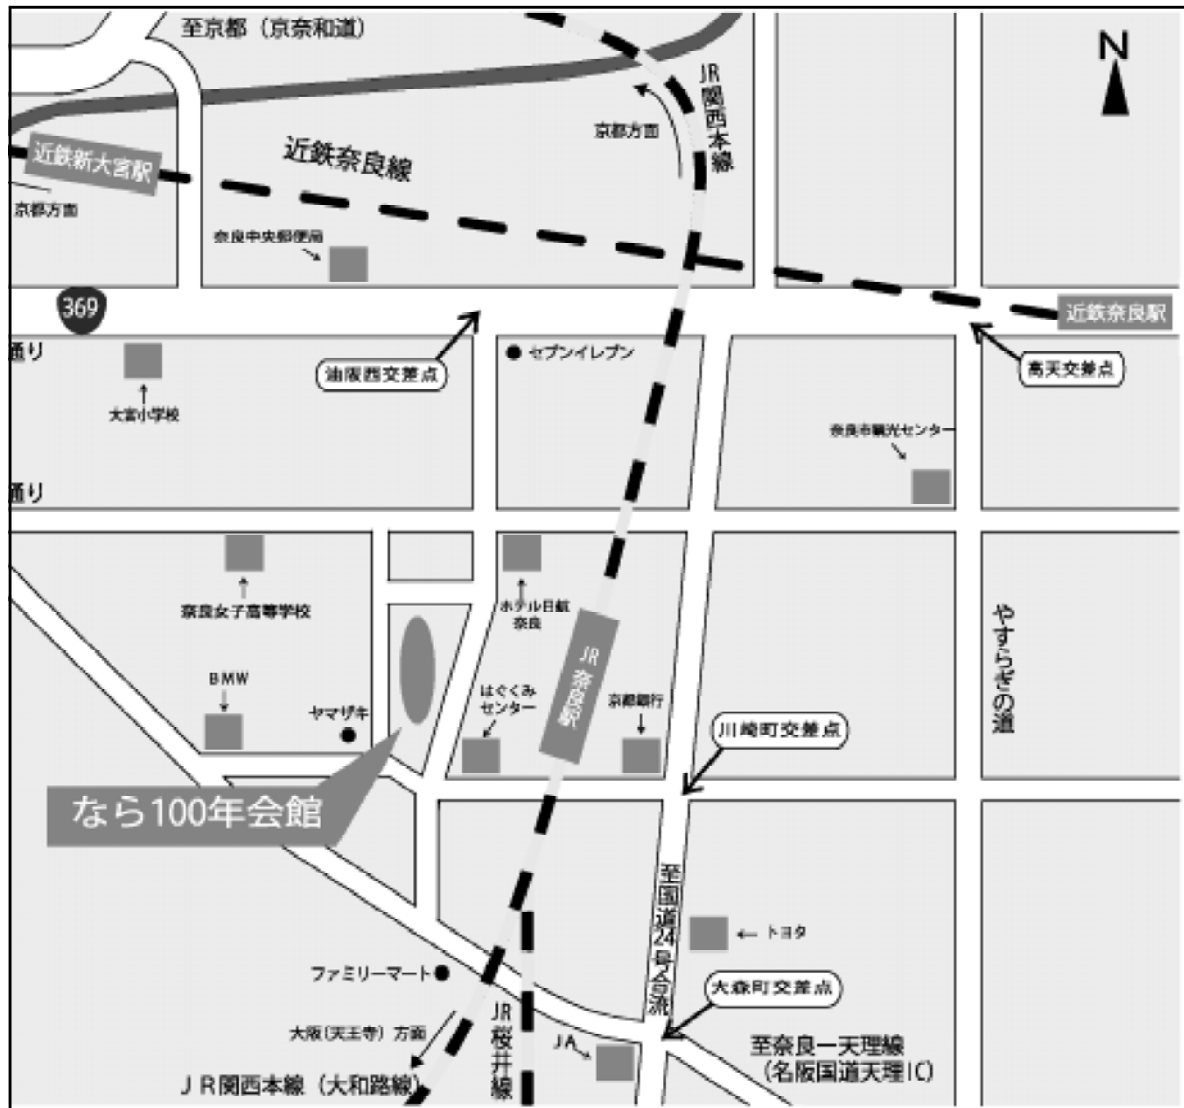 至京都（京奈和道）
N
JR関西本線
京都方面
近鉄新大宮駅
近鉄奈良線
京都方面
奈良中央郵便局
369
近鉄奈良駅
通り
セブンイレブン
油阪西交差点
高天交差点
大宮小学校
奈良市観光センター
通り
奈良女子高等学校
ホテル日航
奈良
やすらぎの道
JR奈良駅
BMW
はぐくみ
センター
京都銀行
ヤマザキ
川崎町交差点
なら100年会館
至国道24号合流
トヨタ
ファミリーマート
大森町交差点
大阪（天王寺）方面
JR桜井線
JA
至奈良ー天理線
（名阪国道天理IC）
ＪＲ関西本線（大和路線）